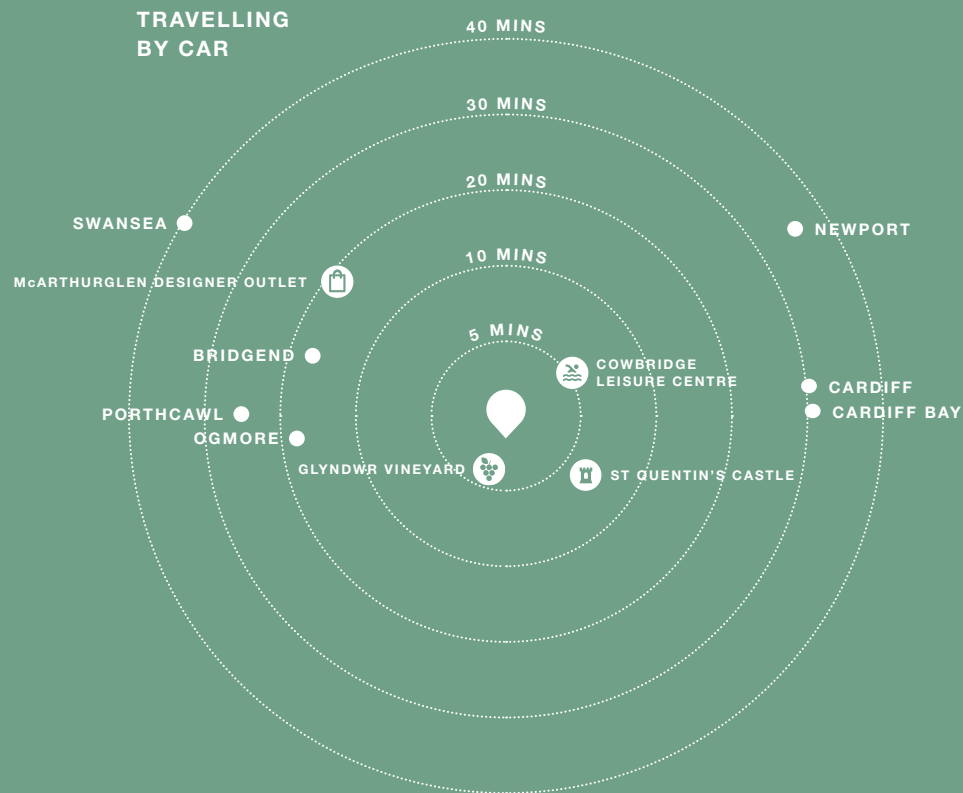 TRAVELLING
BY CAR
40 MINS
30 MINS
20 MINS
10 MINS
5 MINS
SWANSEA
NEWPORT
McARTHURGLEN DESIGNER OUTLET
BRIDGEND
COWBRIDGE
LEISURE CENTRE
CARDIFF
PORTHCAWL
CARDIFF BAY
OGMORE
GLYNDWR VINEYARD
ST QUENTIN'S CASTLE